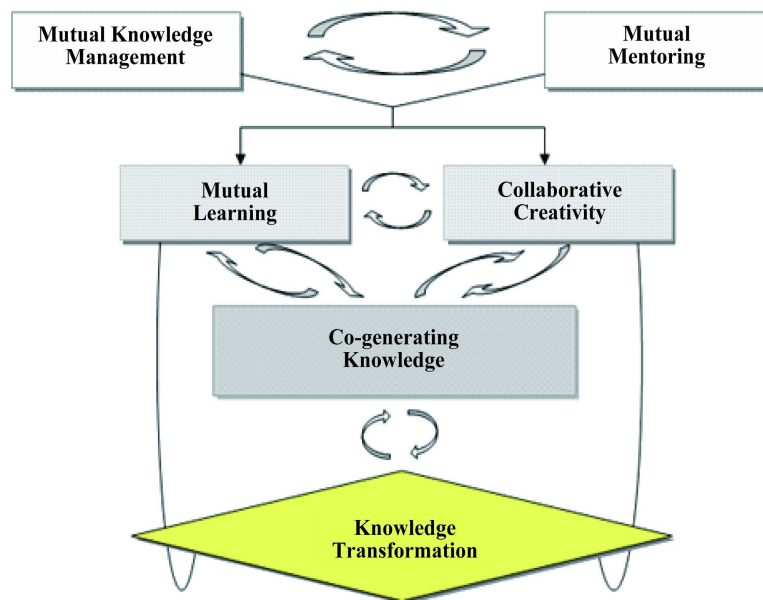 Mutual Knowledge
Management
Mutual
Mentoring
Mutual
Learning
Collaborative
Creativity
Co-generating
Knowledge
Knowledge
Transformation